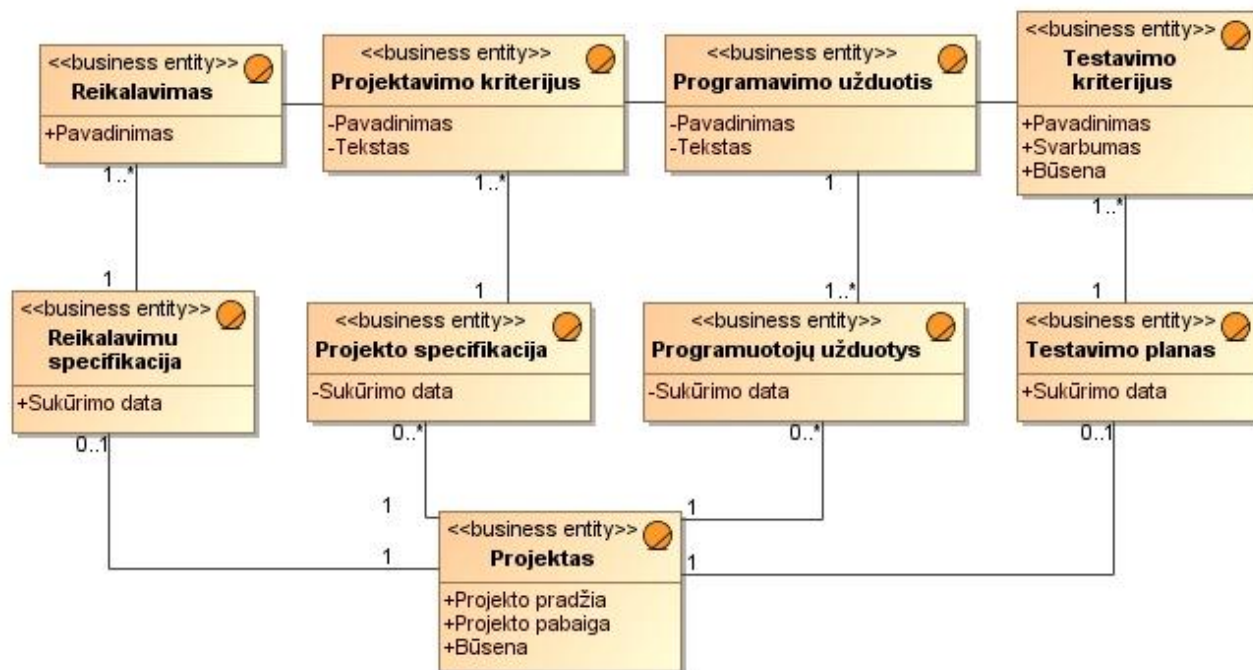 <<business entity>>
Reikalavimas
+Pavadinimas
<<business entity>>
Projektavimo kriterijus
-Pavadinimas
-Tekstas
<<business entity>>
Programavimo užduotis
-Pavadinimas
-Tekstas
<<business entity>>
Testavimo
kriterijus
+Pavadinimas
+Svarbumas
+Būsena
1..*
1..*
1
1..*
1
1
1..*
1
<<business entity>>
Reikalavimu
specifikacija
+Sukūrimo data
<<business entity>>
Projekto specifikacija
-Sukūrimo data
<<business entity>>
Programuotojų užduotys
-Sukūrimo data
<<business entity>>
Testavimo planas
+Sukūrimo data
0..1
0..*
0..*
0..1
1
1
1
1
<<business entity>>
Projektas
+Projekto pradžia
+Projekto pabaiga
+Būsena